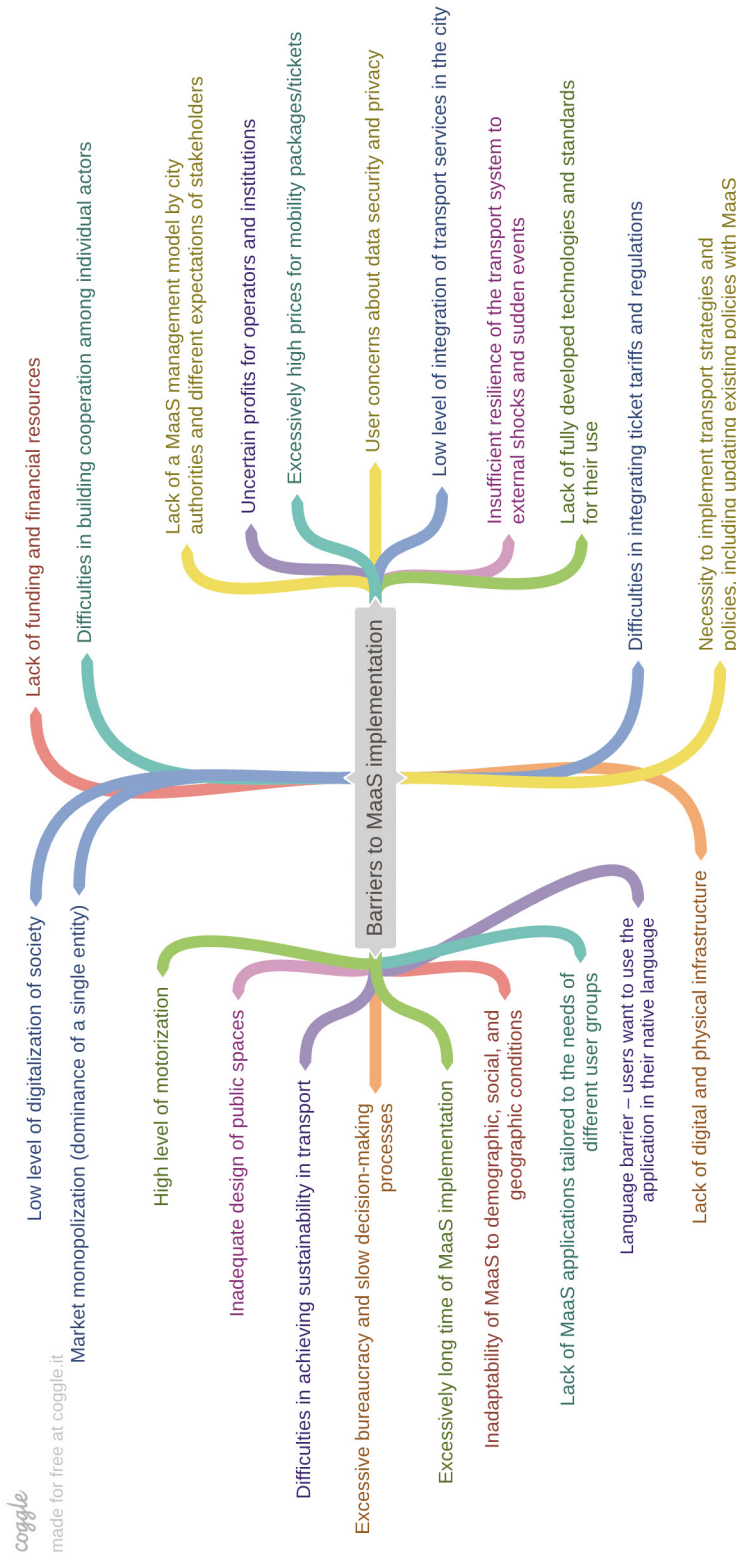 coggle
made for free at coggle.it
Low level of digitalization of society
Market monopolization (dominance of a single entity)
High level of motorization
Inadequate design of public spaces
Difficulties in achieving sustainability in transport
Excessive bureaucracy and slow decision-making
processes
Excessively long time of MaaS implementation
Inadaptability of MaaS to demographic, social, and
geographic conditions
Lack of MaaS applications tailored to the needs of
different user groups
Language barrier – users want to use the
application in their native language
Lack of digital and physical infrastructure
Barriers to MaaS implementation
Lack of funding and financial resources
Difficulties in building cooperation among individual actors
Lack of a MaaS management model by city
authorities and different expectations of stakeholders
Uncertain profits for operators and institutions
Excessively high prices for mobility packages/tickets
User concerns about data security and privacy
Low level of integration of transport services in the city
Insufficient resilience of the transport system to
external shocks and sudden events
Lack of fully developed technologies and standards
for their use
Difficulties in integrating ticket tariffs and regulations
Necessity to implement transport strategies and
policies, including updating existing policies with MaaS